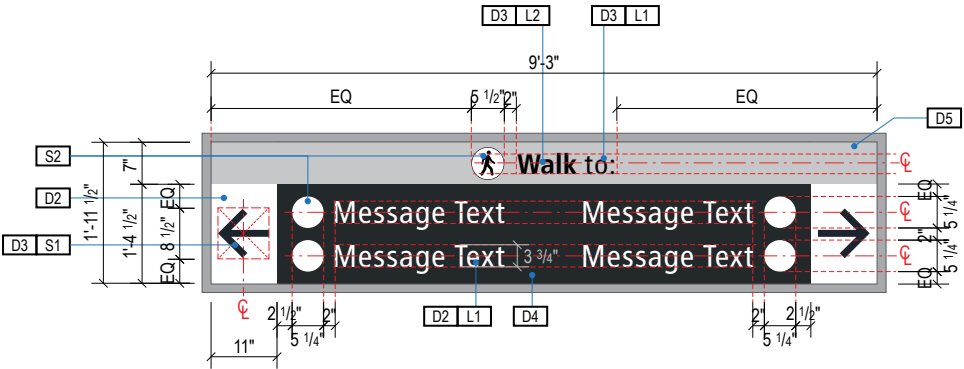 D3 L2
D3 L1
9'-3"
EQ
5 1/2"
2"
EQ
D5
S2
7"
Walk to:
℄
D2
1'-11 1/2"
1'-4 1/2"
EQ
8 1/2"
EQ
Message Text
Message Text
EQ
5 1/4"
℄
D3 S1
Message Text
3 3/4"
Message Text
2"
5 1/4"
EQ
℄
℄
2 1/2"
5 1/4"
2"
D2 L1
D4
2"
5 1/4"
2 1/2"
11"